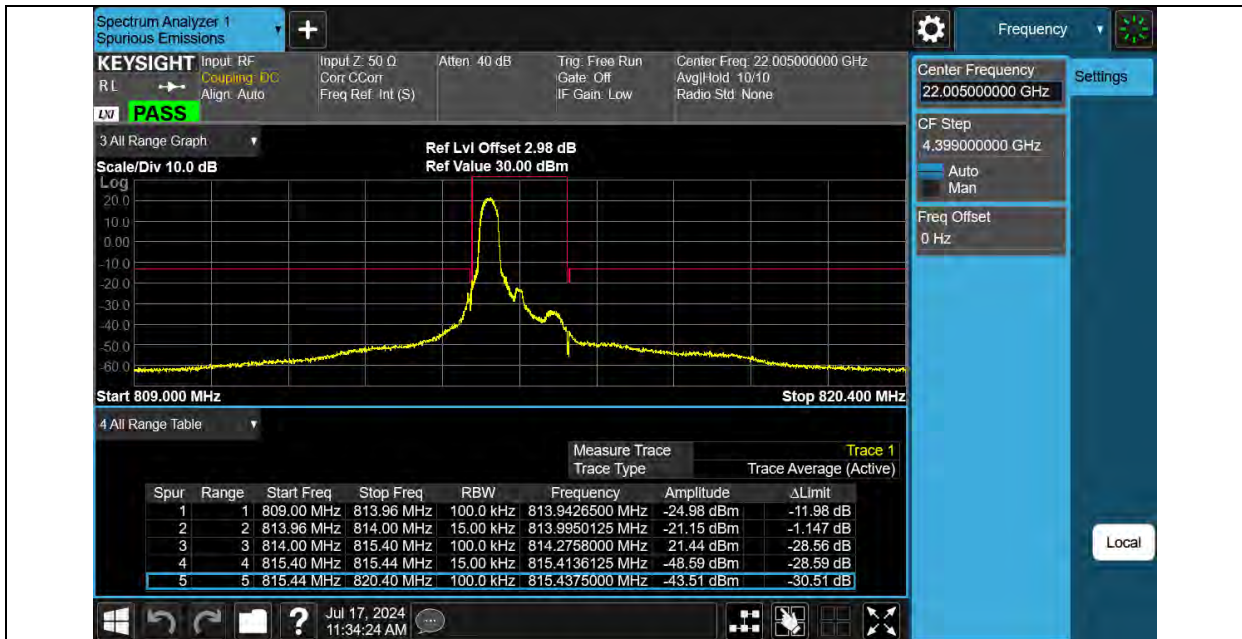 Spectrum Analyzer 1
Spurious Emissions
+
Frequency
KEYSIGHT Input: RF Input Z: 50 Ω Atten: 40 dB Trig: Free Run Center Freq: 22.005000000 GHz
RL Coupling: DC Corr CCorr Gate: Off Avg|Hold: 10/10
Align: Auto Freq Ref: Int (S) IF Gain: Low Radio Std: None
LXI PASS
Center Frequency
22.005000000 GHz
Settings
CF Step
4.399000000 GHz
Auto
Man
Freq Offset
0 Hz
3 All Range Graph
Ref Lvl Offset 2.98 dB
Scale/Div 10.0 dB Ref Value 30.00 dBm
Log
20.0
10.0
0.00
-10.0
-20.0
-30.0
-40.0
-50.0
-60.0
Start 809.000 MHz Stop 820.400 MHz
4 All Range Table
Measure Trace Trace 1
Trace Type Trace Average (Active)
Spur Range Start Freq Stop Freq RBW Frequency Amplitude ΔLimit
1 1 809.00 MHz 813.96 MHz 100.0 kHz 813.9426500 MHz -24.98 dBm -11.98 dB
2 2 813.96 MHz 814.00 MHz 15.00 kHz 813.9950125 MHz -21.15 dBm -1.147 dB
3 3 814.00 MHz 815.40 MHz 100.0 kHz 814.2758000 MHz 21.44 dBm -28.56 dB
4 4 815.40 MHz 815.44 MHz 15.00 kHz 815.4136125 MHz -48.59 dBm -28.59 dB
5 5 815.44 MHz 820.40 MHz 100.0 kHz 815.4375000 MHz -43.51 dBm -30.51 dB
Local
? Jul 17, 2024
11:34:24 AM